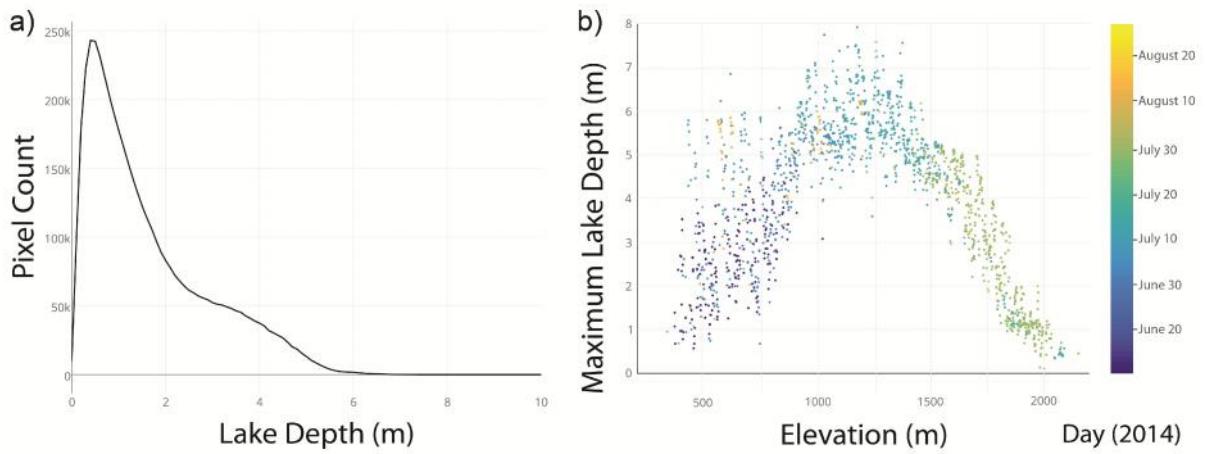 a)
250k
200k
150k
100k
50k
0
0 2 4 6 8 10
Pixel Count
Lake Depth (m)
b)
8
7
6
5
4
3
2
1
0
500 1000 1500 2000
Maximum Lake Depth (m)
Elevation (m)
August 20
August 10
July 30
July 20
July 10
June 30
June 20
Day (2014)